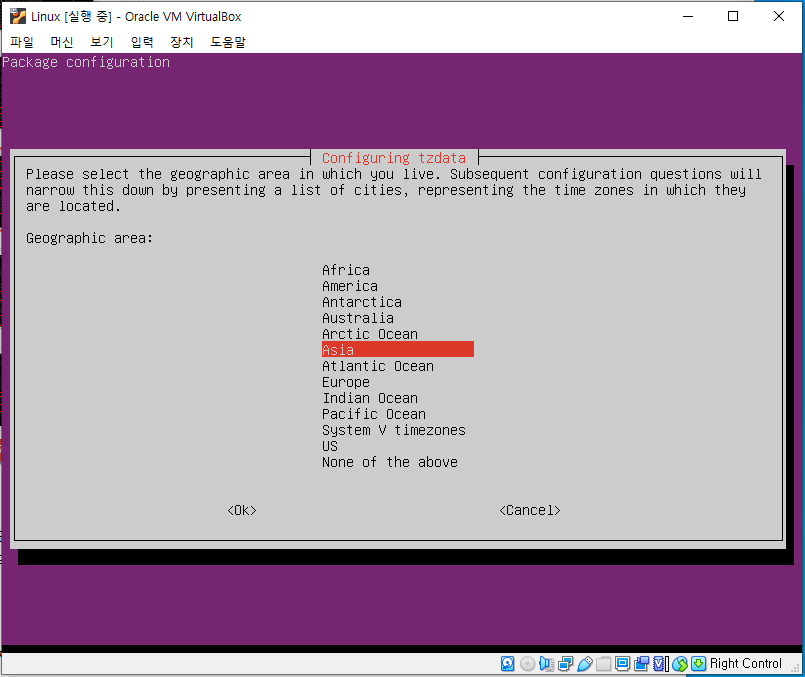 Linux [실행 중] - Oracle VM VirtualBox
파일 머신 보기 입력 장치 도움말
Package configuration
Configuring tzdata
Please select the geographic area in which you live. Subsequent configuration questions will
narrow this down by presenting a list of cities, representing the time zones in which they
are located.
Geographic area:
Africa
America
Antarctica
Australia
Arctic Ocean
Asia
Atlantic Ocean
Europe
Indian Ocean
Pacific Ocean
System V timezones
US
None of the above
<Ok> <Cancel>
Right Control